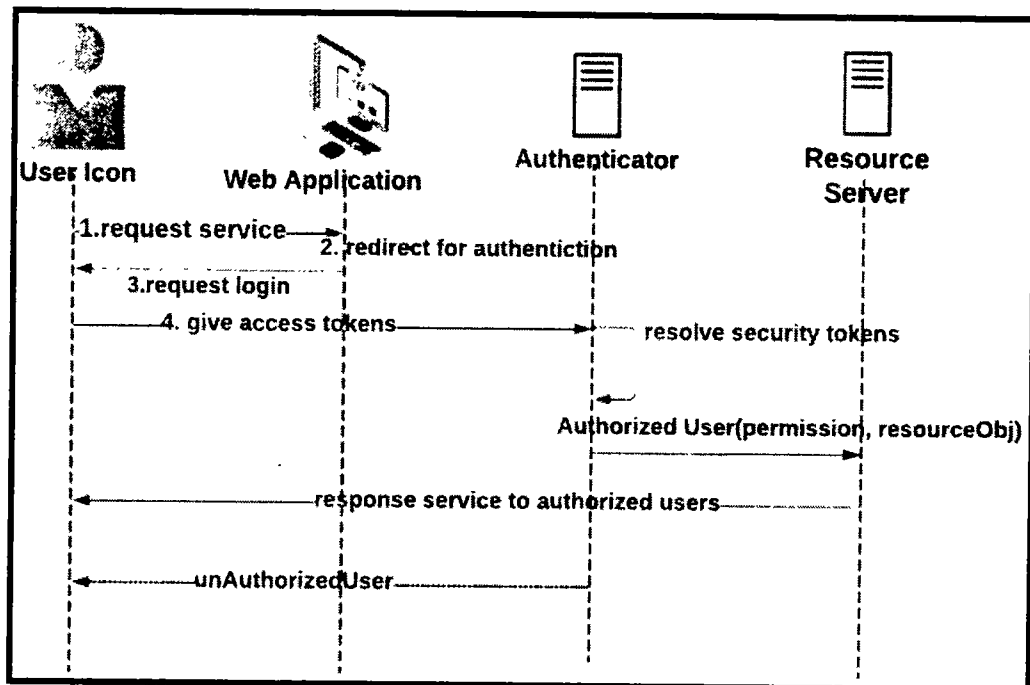 User Icon
Web Application
Authenticator
Resource
Server
1.request service
2. redirect for authentiction
3.request login
4. give access tokens
resolve security tokens
Authorized User(permission, resourceObj)
response service to authorized users
unAuthorizedUser